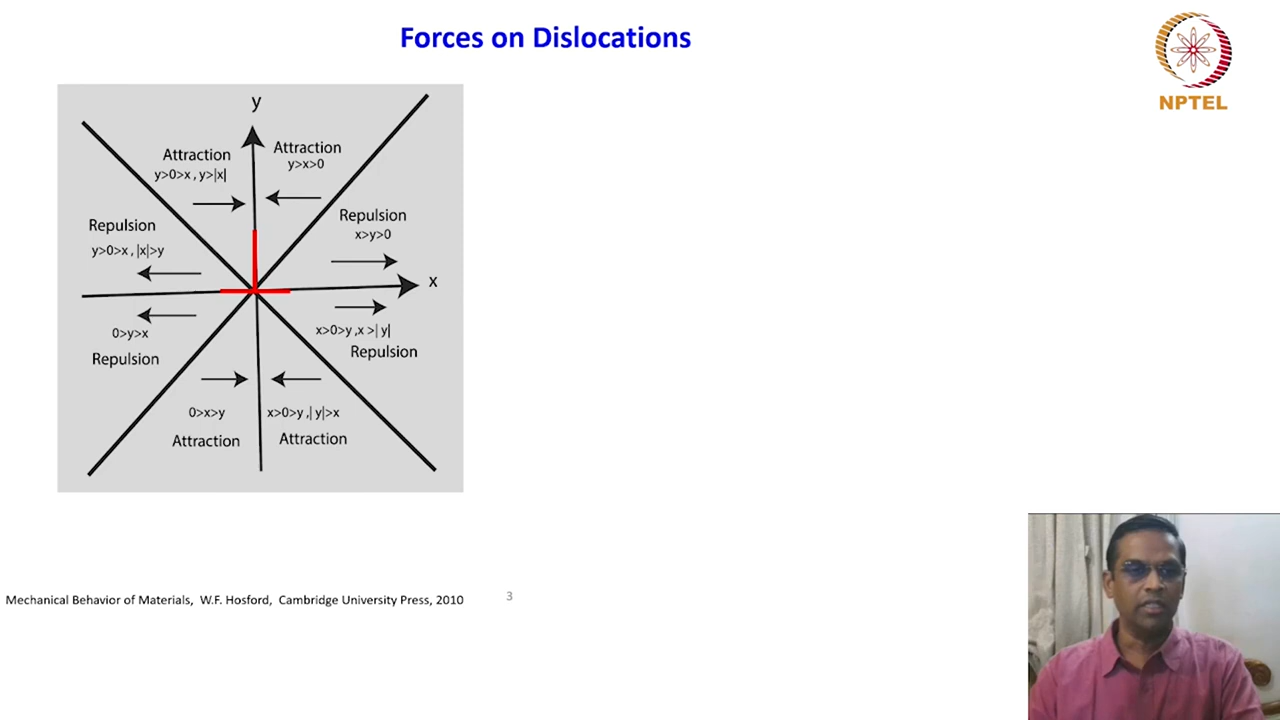 Forces on Dislocations
NPTEL
y
Attraction
y>0>x , y>|x|
Attraction
y>x>0
Repulsion
y>0>x , |x|>y
Repulsion
x>y>0
x
0>y>x
Repulsion
x>0>y ,x >| y|
Repulsion
0>x>y
Attraction
x>0>y ,| y|>x
Attraction
Mechanical Behavior of Materials, W.F. Hosford, Cambridge University Press, 2010
3